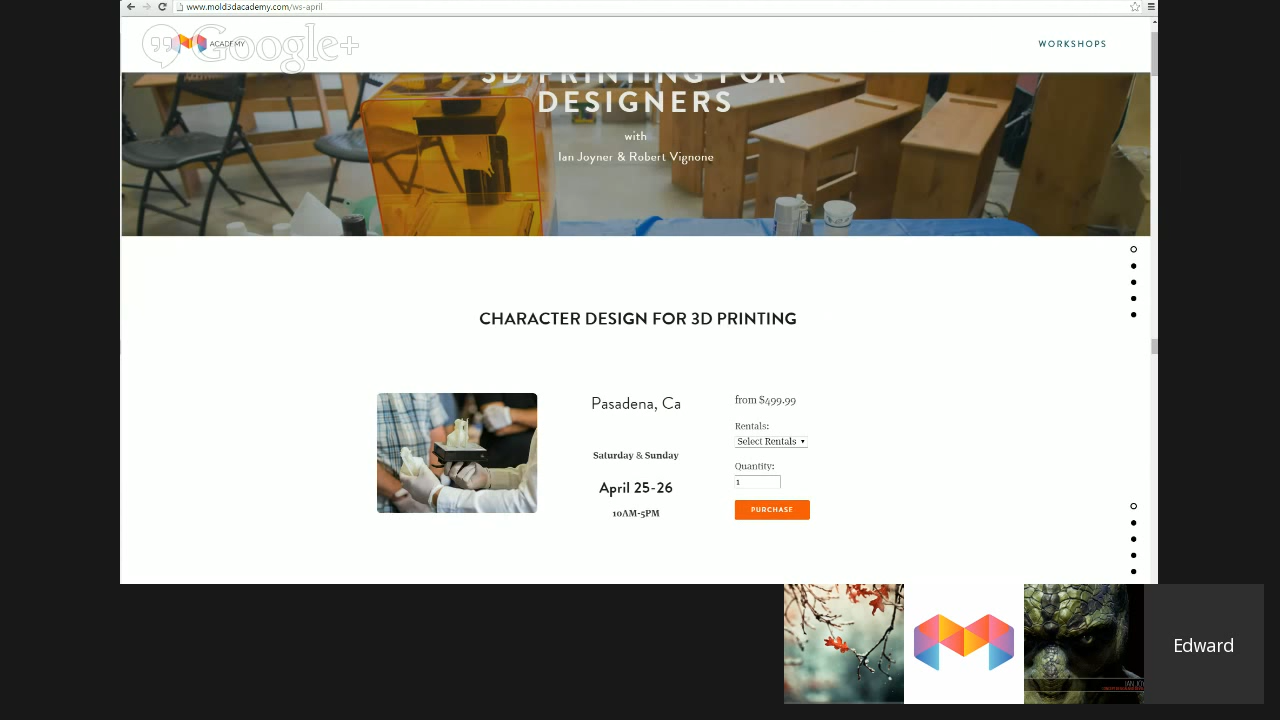 www.mold3dacademy.com/ws-april
ACADEMY
Google+
WORKSHOPS
3D PRINTING FOR
DESIGNERS
with
Ian Joyner & Robert Vignone
CHARACTER DESIGN FOR 3D PRINTING
Pasadena, Ca
Saturday & Sunday
April 25-26
10AM-5PM
from $499.99
Rentals:
Select Rentals
Quantity:
1
PURCHASE
Edward